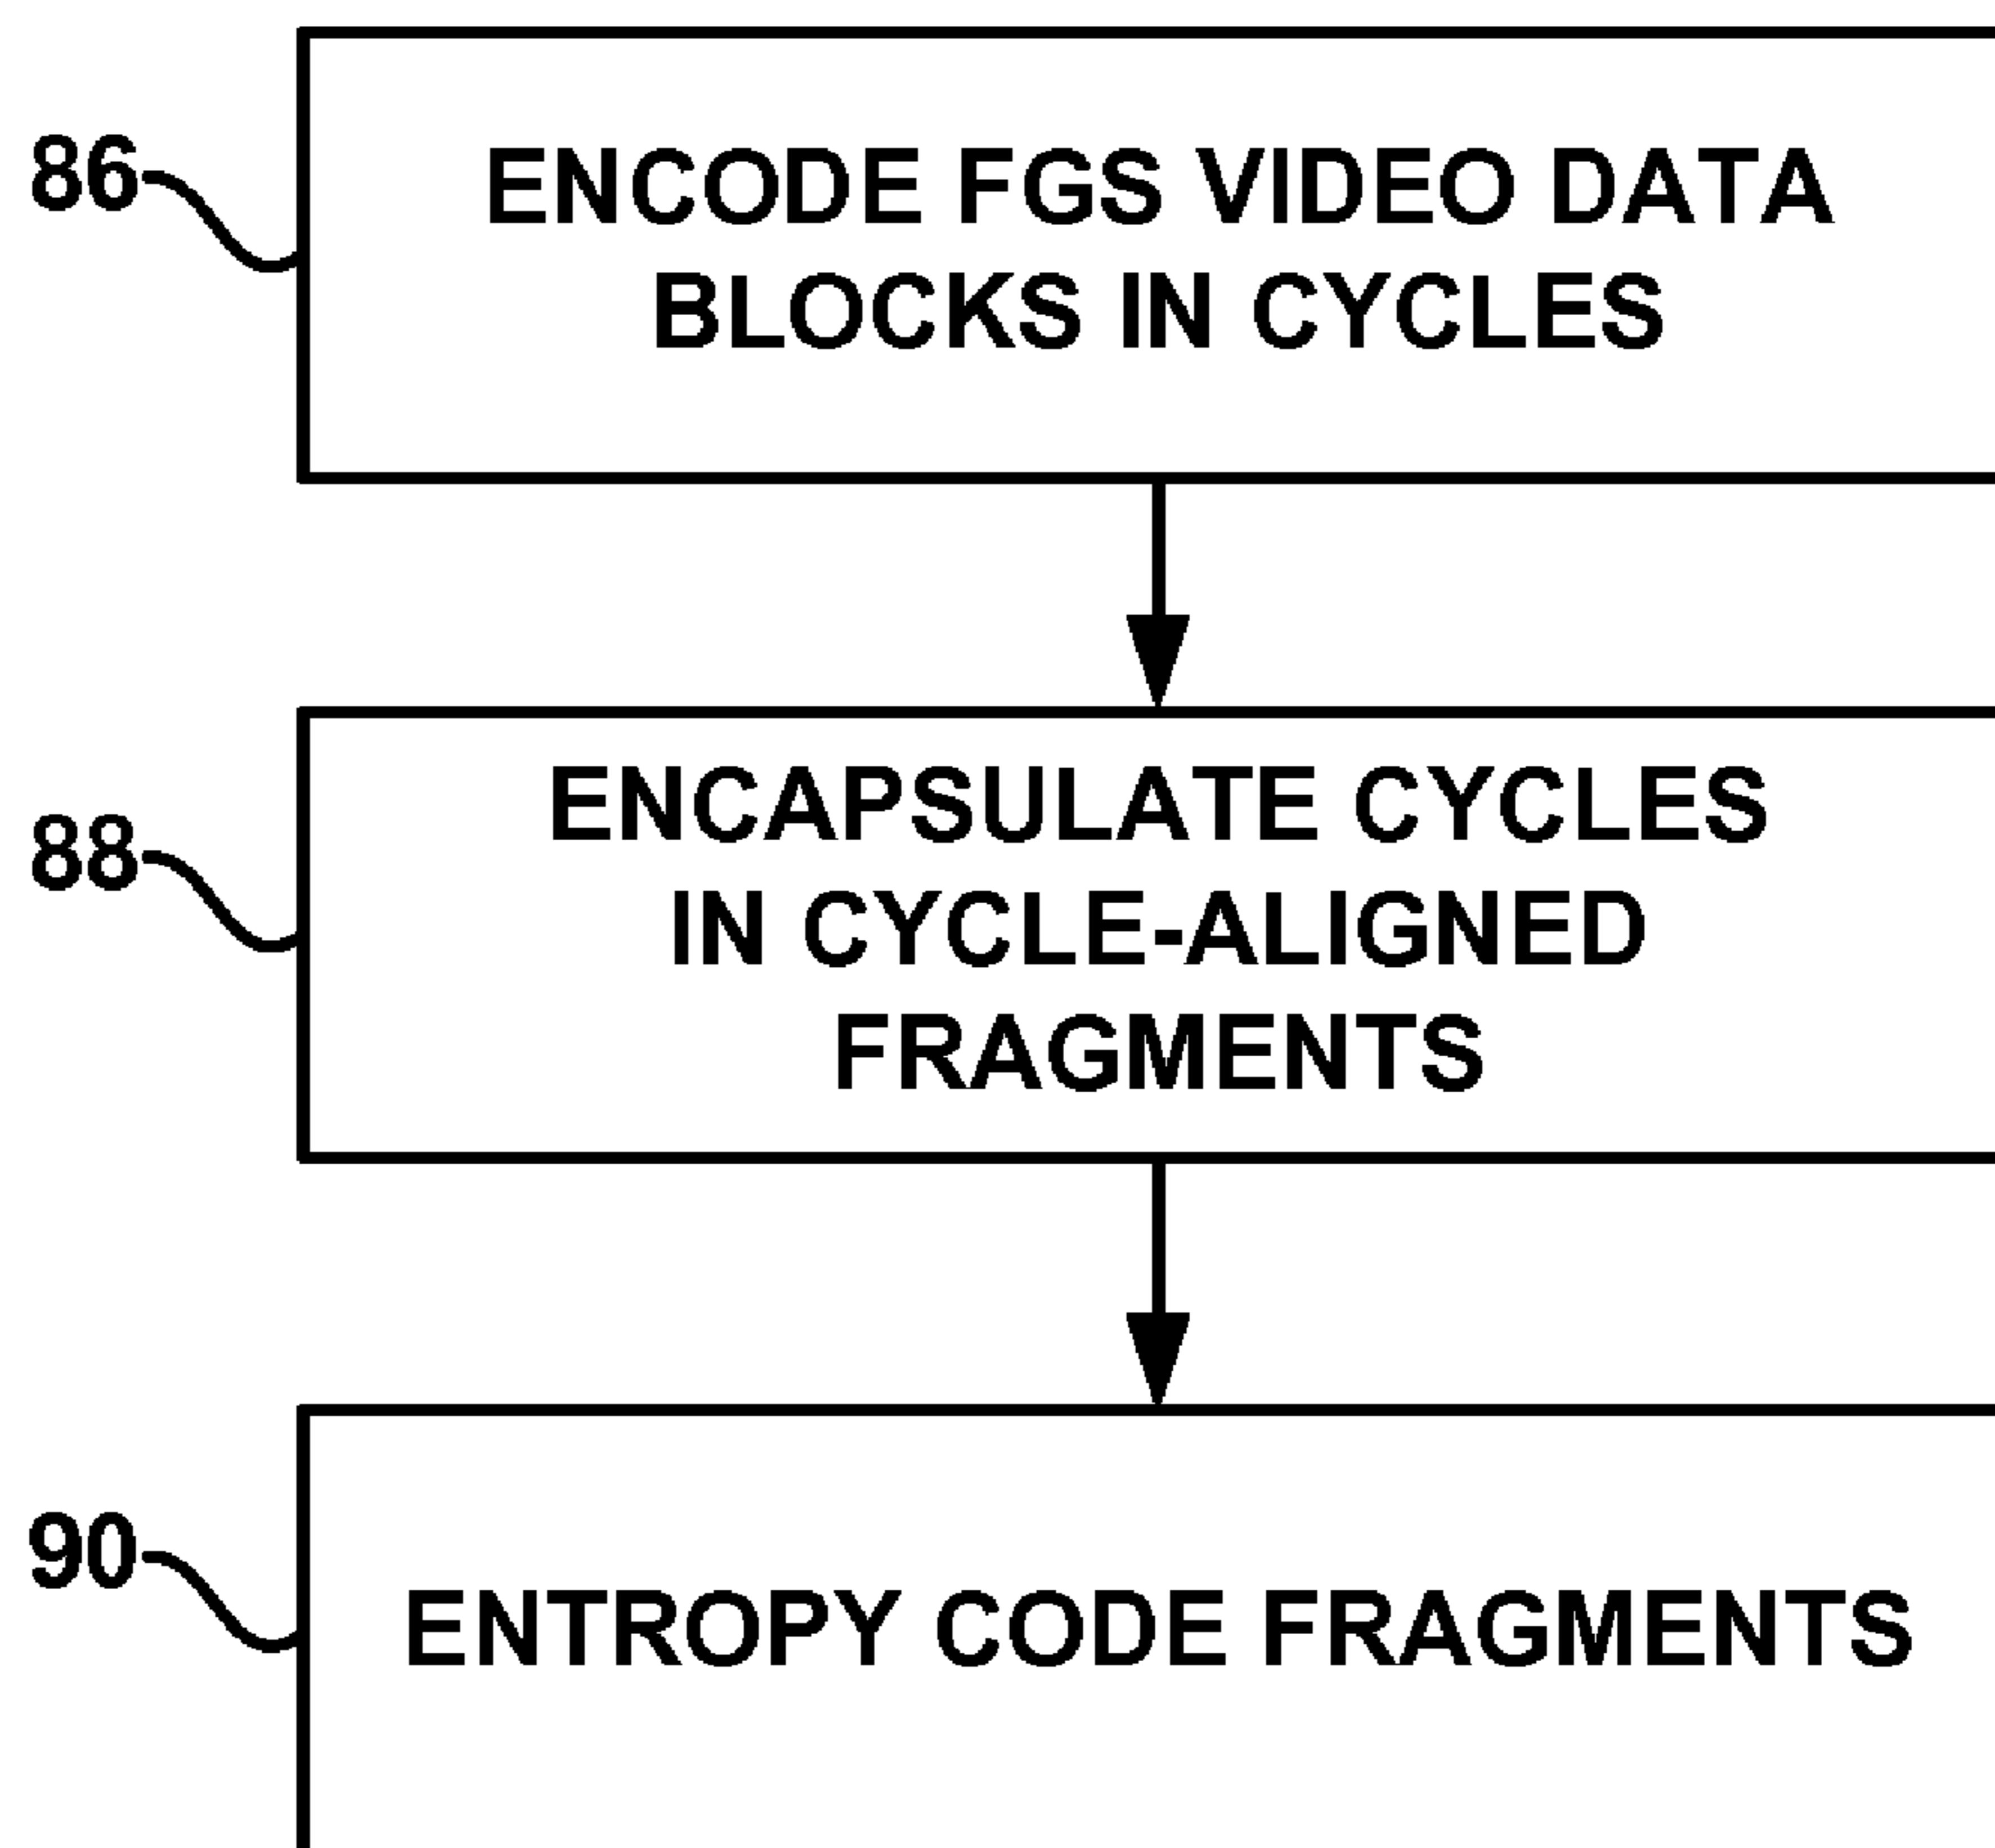 86
ENCODE FGS VIDEO DATA
BLOCKS IN CYCLES
88
ENCAPSULATE CYCLES
IN CYCLE-ALIGNED
FRAGMENTS
90
ENTROPY CODE FRAGMENTS